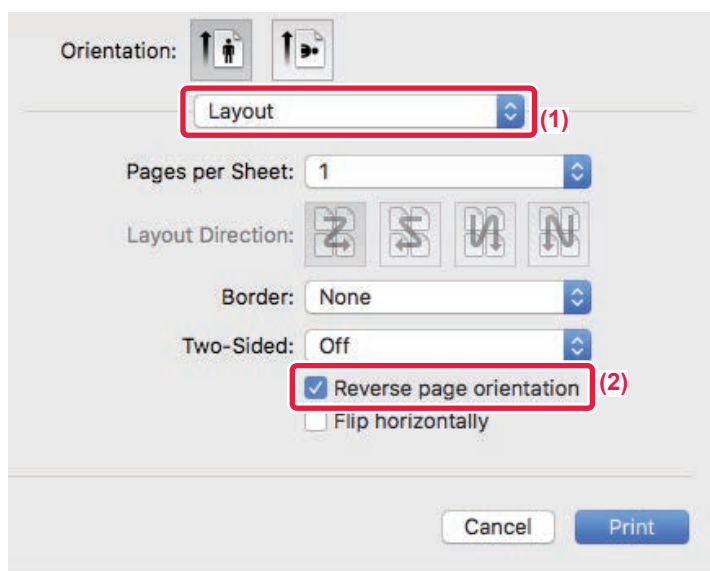 Orientation:
Layout
(1)
Pages per Sheet: 1
Layout Direction:
Border: None
Two-Sided: Off
Reverse page orientation (2)
Flip horizontally
Cancel Print